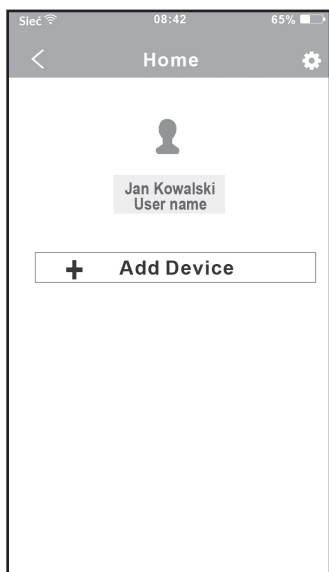 Sieć 08:42 65%
Home
Jan Kowalski
User name
+ Add Device